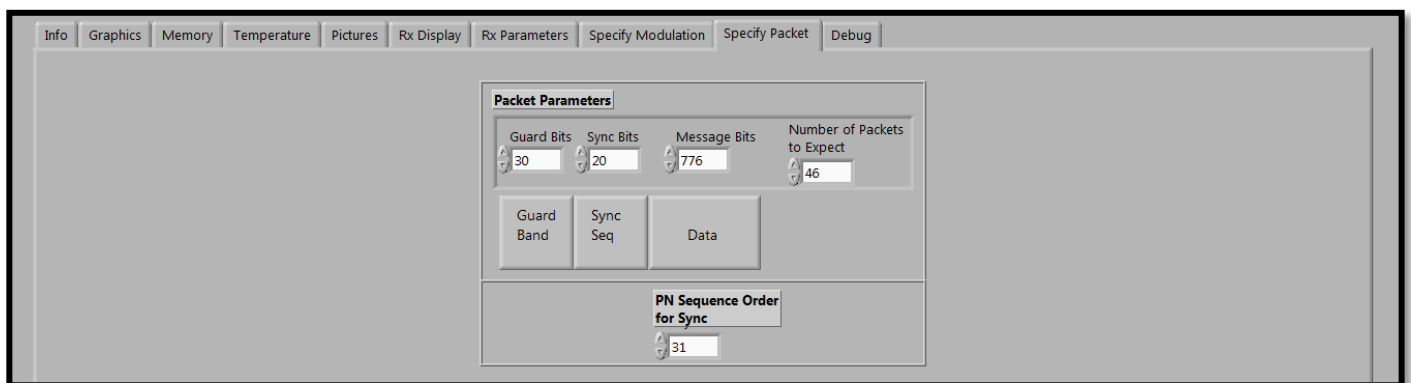 Info Graphics Memory Temperature Pictures Rx Display Rx Parameters Specify Modulation Specify Packet Debug
Packet Parameters
Guard Bits Sync Bits Message Bits Number of Packets
to Expect
30 20 776 46
Guard Sync
Band Seq Data
PN Sequence Order
for Sync
31